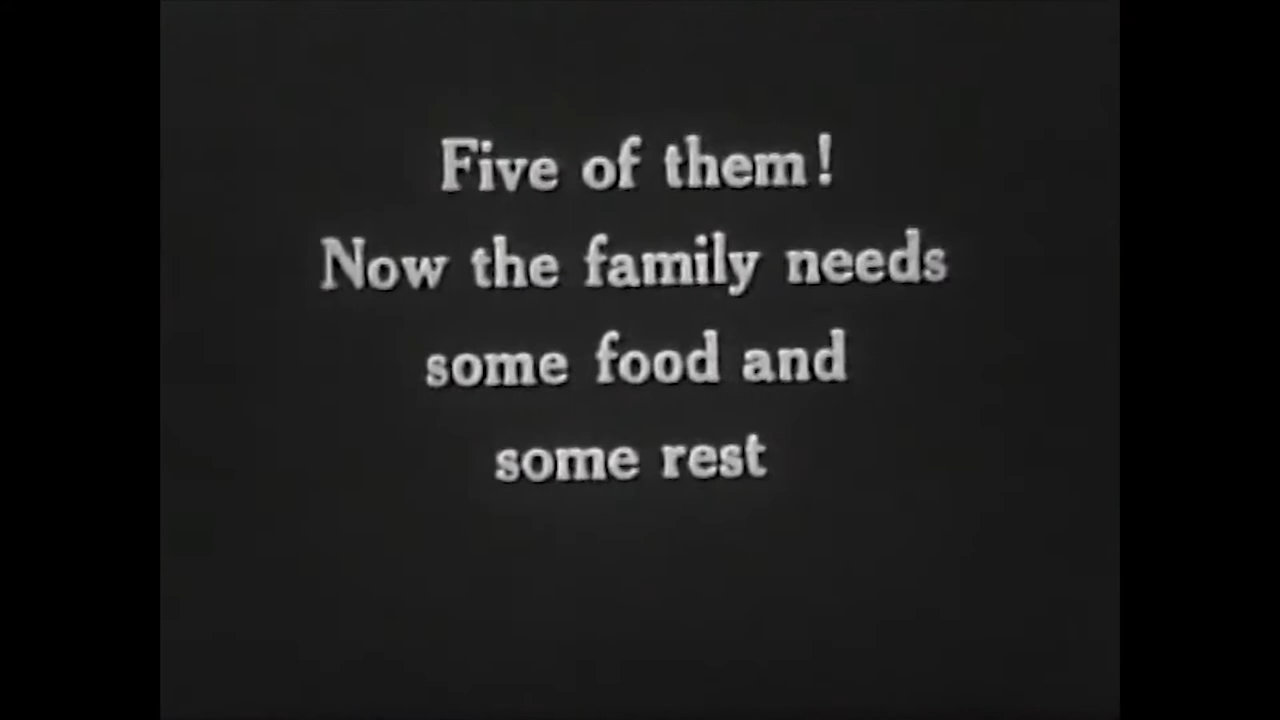 Five of them!
Now the family needs
some food and
some rest